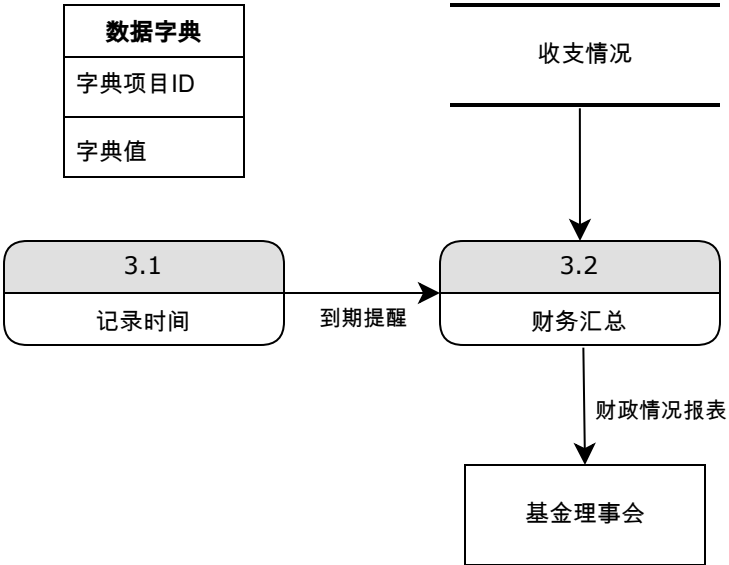 数据字典
字典项目ID
字典值
收支情况
3.1
记录时间
到期提醒
3.2
财务汇总
财政情况报表
基金理事会